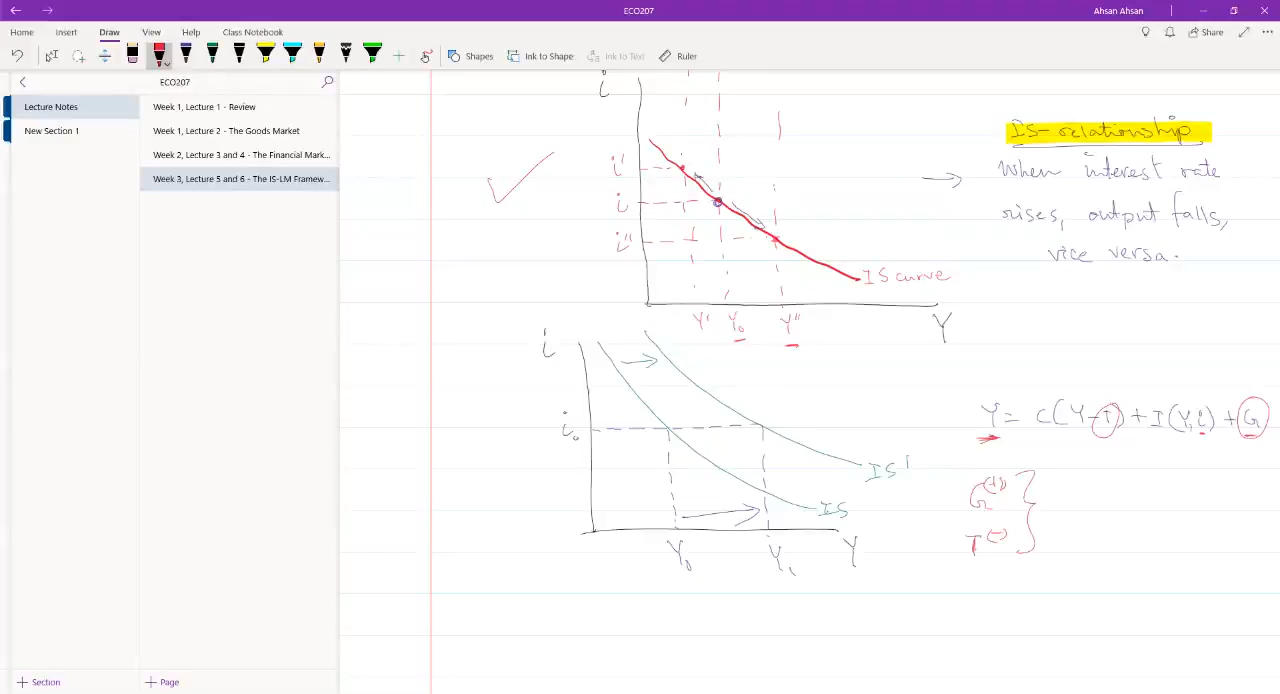 ECO207
Ahsan Ahsan
Home Insert Draw View Help Class Notebook
Share
Shapes Ink to Shape Ink to Text Ruler
ECO207
Lecture Notes
New Section 1
Week 1, Lecture 1 - Review
Week 1, Lecture 2 - The Goods Market
Week 2, Lecture 3 and 4 - The Financial Mark...
Week 3, Lecture 5 and 6 - The IS-LM Framew...
i
i'
i
i''
IS curve
Y' Y₀ Y'' Y
IS-relationship
→ When interest rate
rises, output falls,
vice versa.
i
i₀
IS'
IS
Y₀ Y₁ Y
Y = C(Y-T) + I(Y,i) + G
G(+)
T(-)
+ Section
+ Page